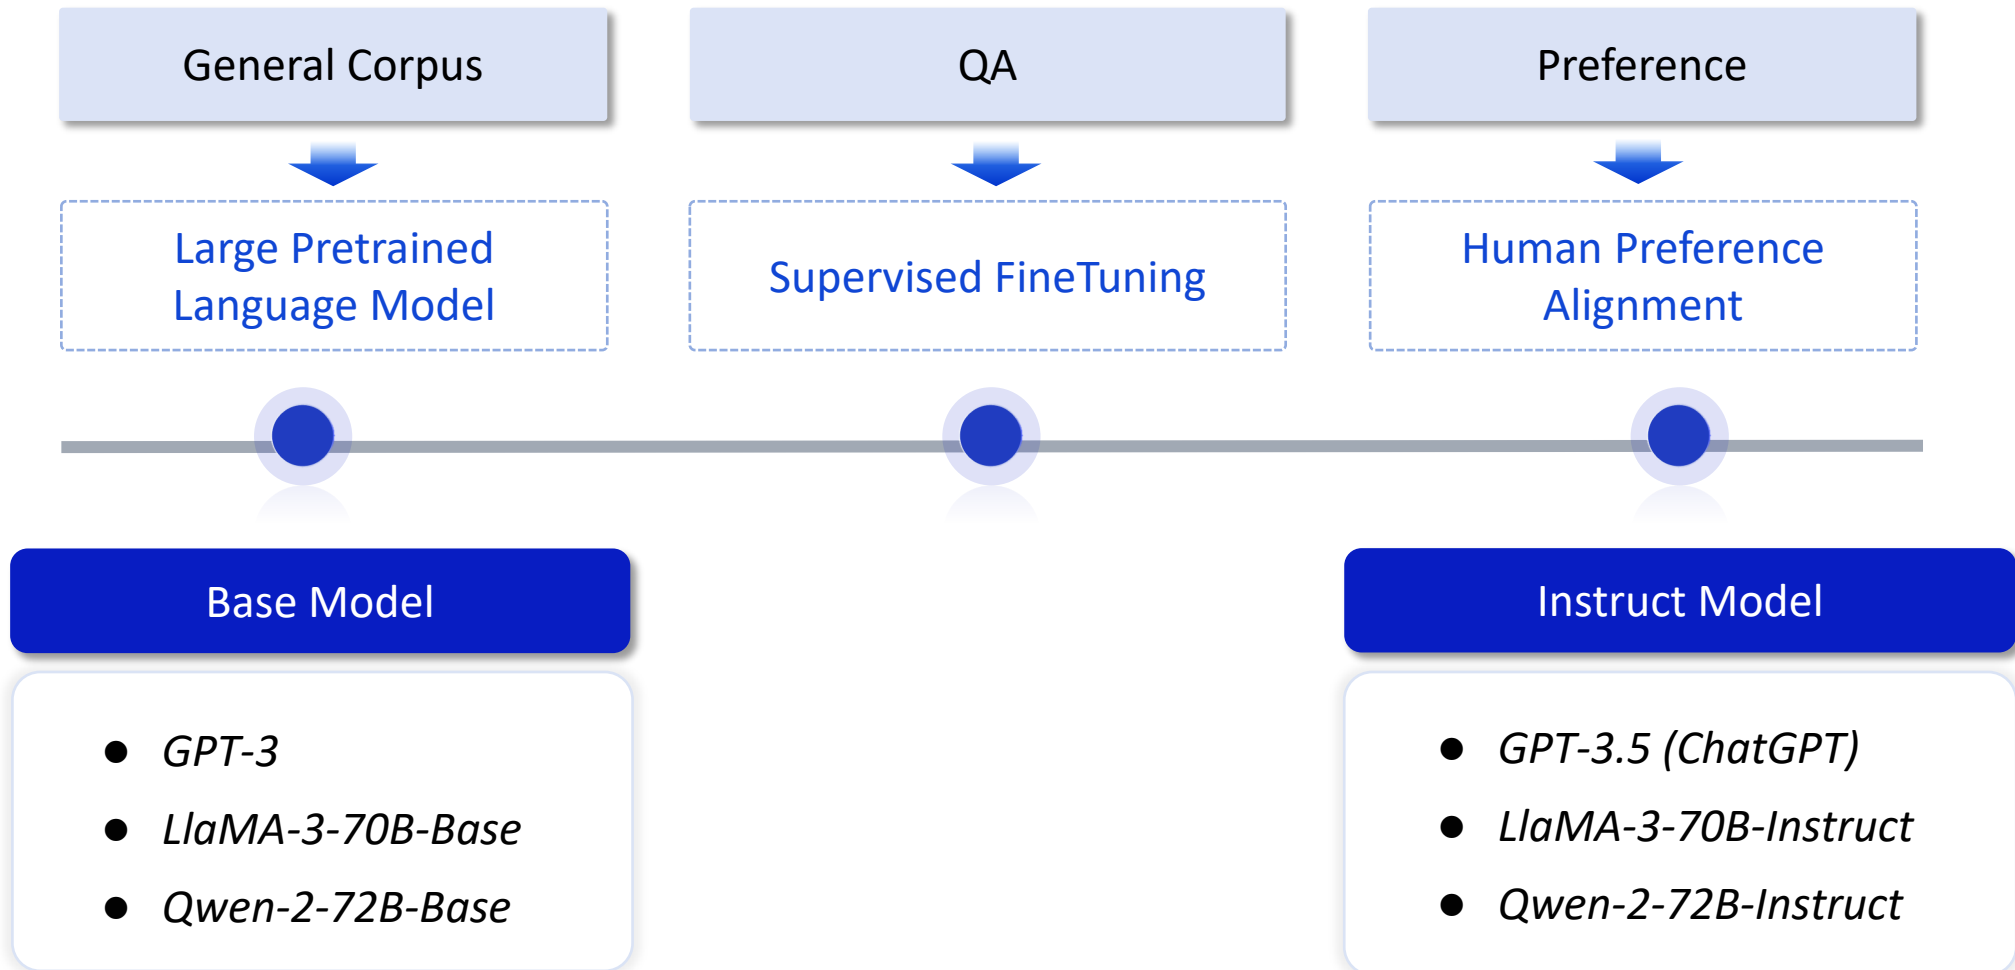 General Corpus
QA
Preference
Large Pretrained
Language Model
Supervised FineTuning
Human Preference
Alignment
Base Model
Instruct Model
● GPT-3
● LlaMA-3-70B-Base
● Qwen-2-72B-Base
● GPT-3.5 (ChatGPT)
● LlaMA-3-70B-Instruct
● Qwen-2-72B-Instruct